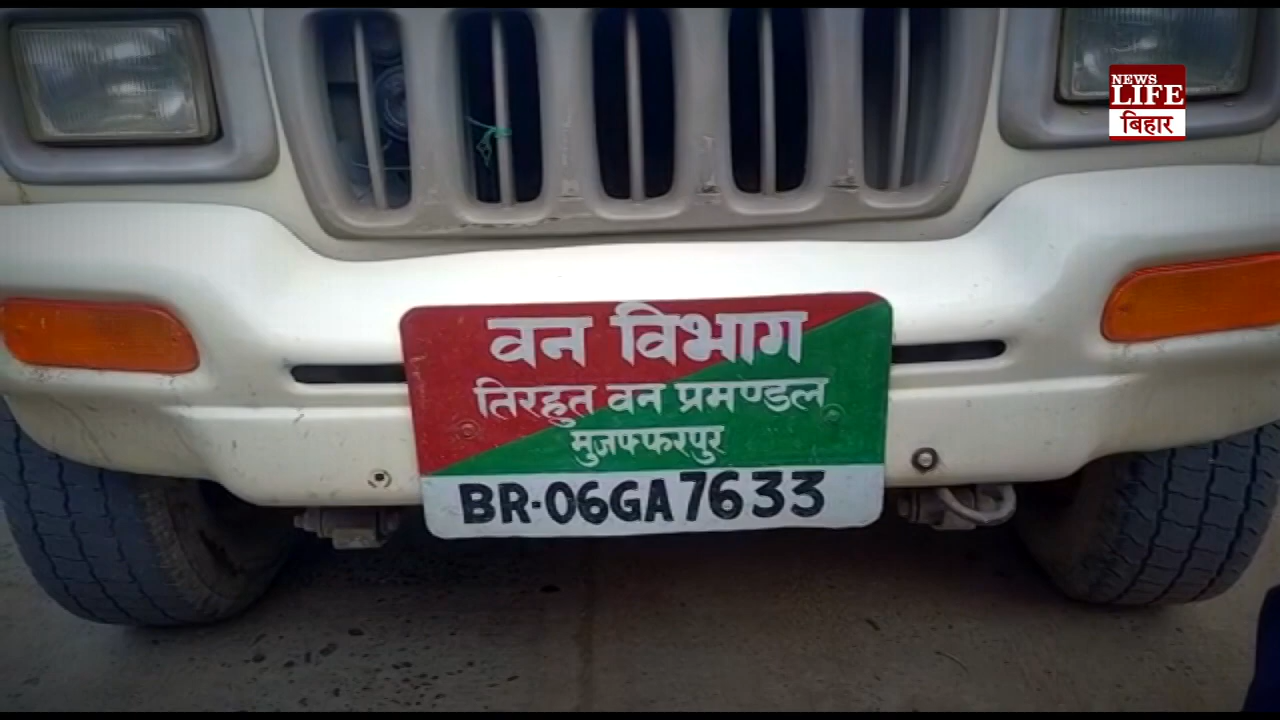 NEWS
LIFE
बिहार
वन विभाग
तिरहुत वन प्रमण्डल
मुजफ्फरपुर
BR-06GA7633